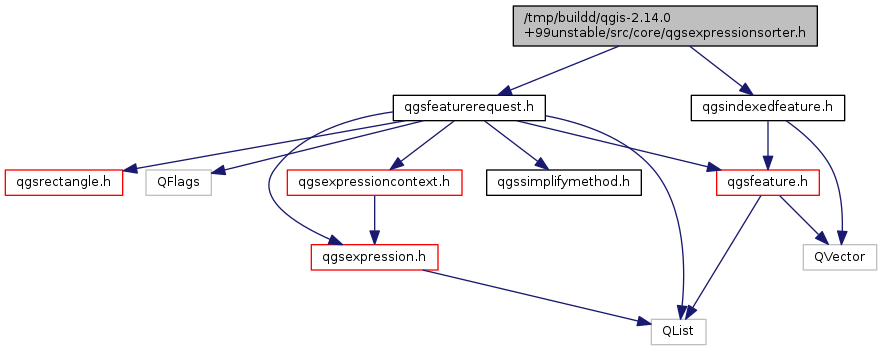 /tmp/buildd/qgis-2.14.0
+99unstable/src/core/qgsexpressionsorter.h
qgsfeaturerequest.h
qgsindexedfeature.h
qgsrectangle.h
QFlags
qgsexpressioncontext.h
qgssimplifymethod.h
qgsfeature.h
qgsexpression.h
QVector
QList